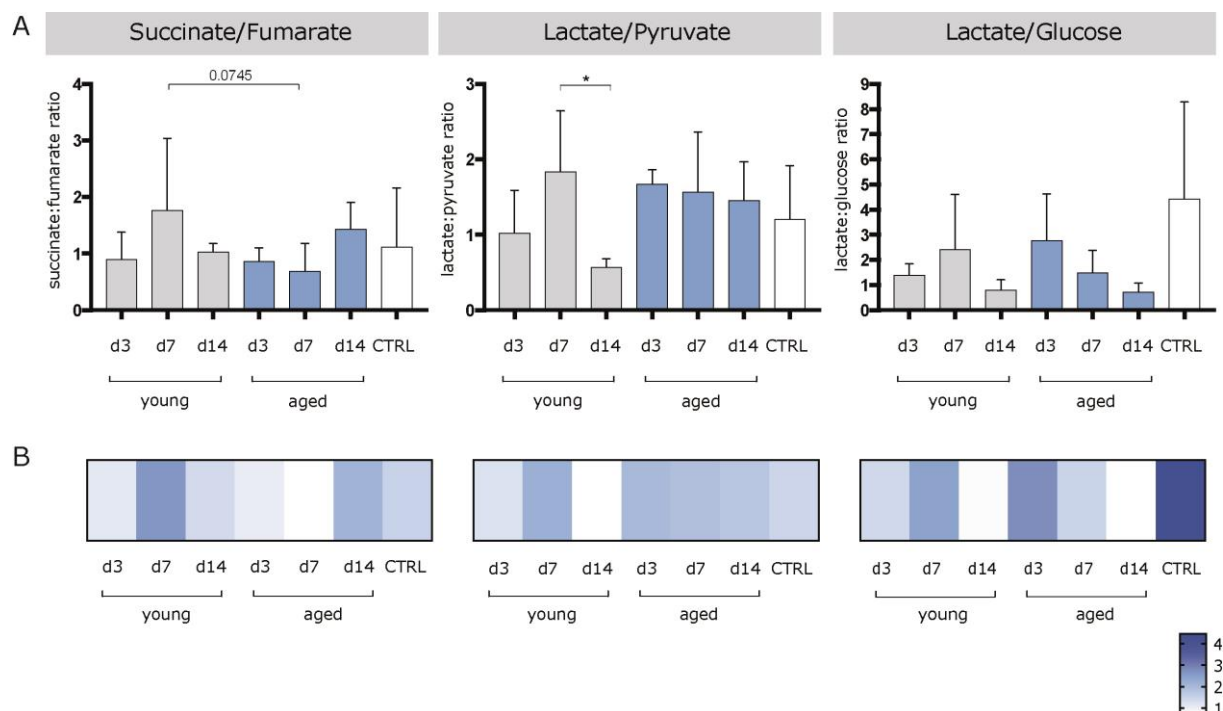 A
Succinate/Fumarate
Lactate/Pyruvate
Lactate/Glucose
succinate:fumarate ratio
4
3
2
1
0
0.0745
d3 d7 d14 d3 d7 d14 CTRL
young aged
lactate:pyruvate ratio
3
2
1
0
*
d3 d7 d14 d3 d7 d14 CTRL
young aged
lactate:glucose ratio
9
8
7
6
5
4
3
2
1
0
d3 d7 d14 d3 d7 d14 CTRL
young aged
B
d3 d7 d14 d3 d7 d14 CTRL
young aged
d3 d7 d14 d3 d7 d14 CTRL
young aged
d3 d7 d14 d3 d7 d14 CTRL
young aged
4
3
2
1